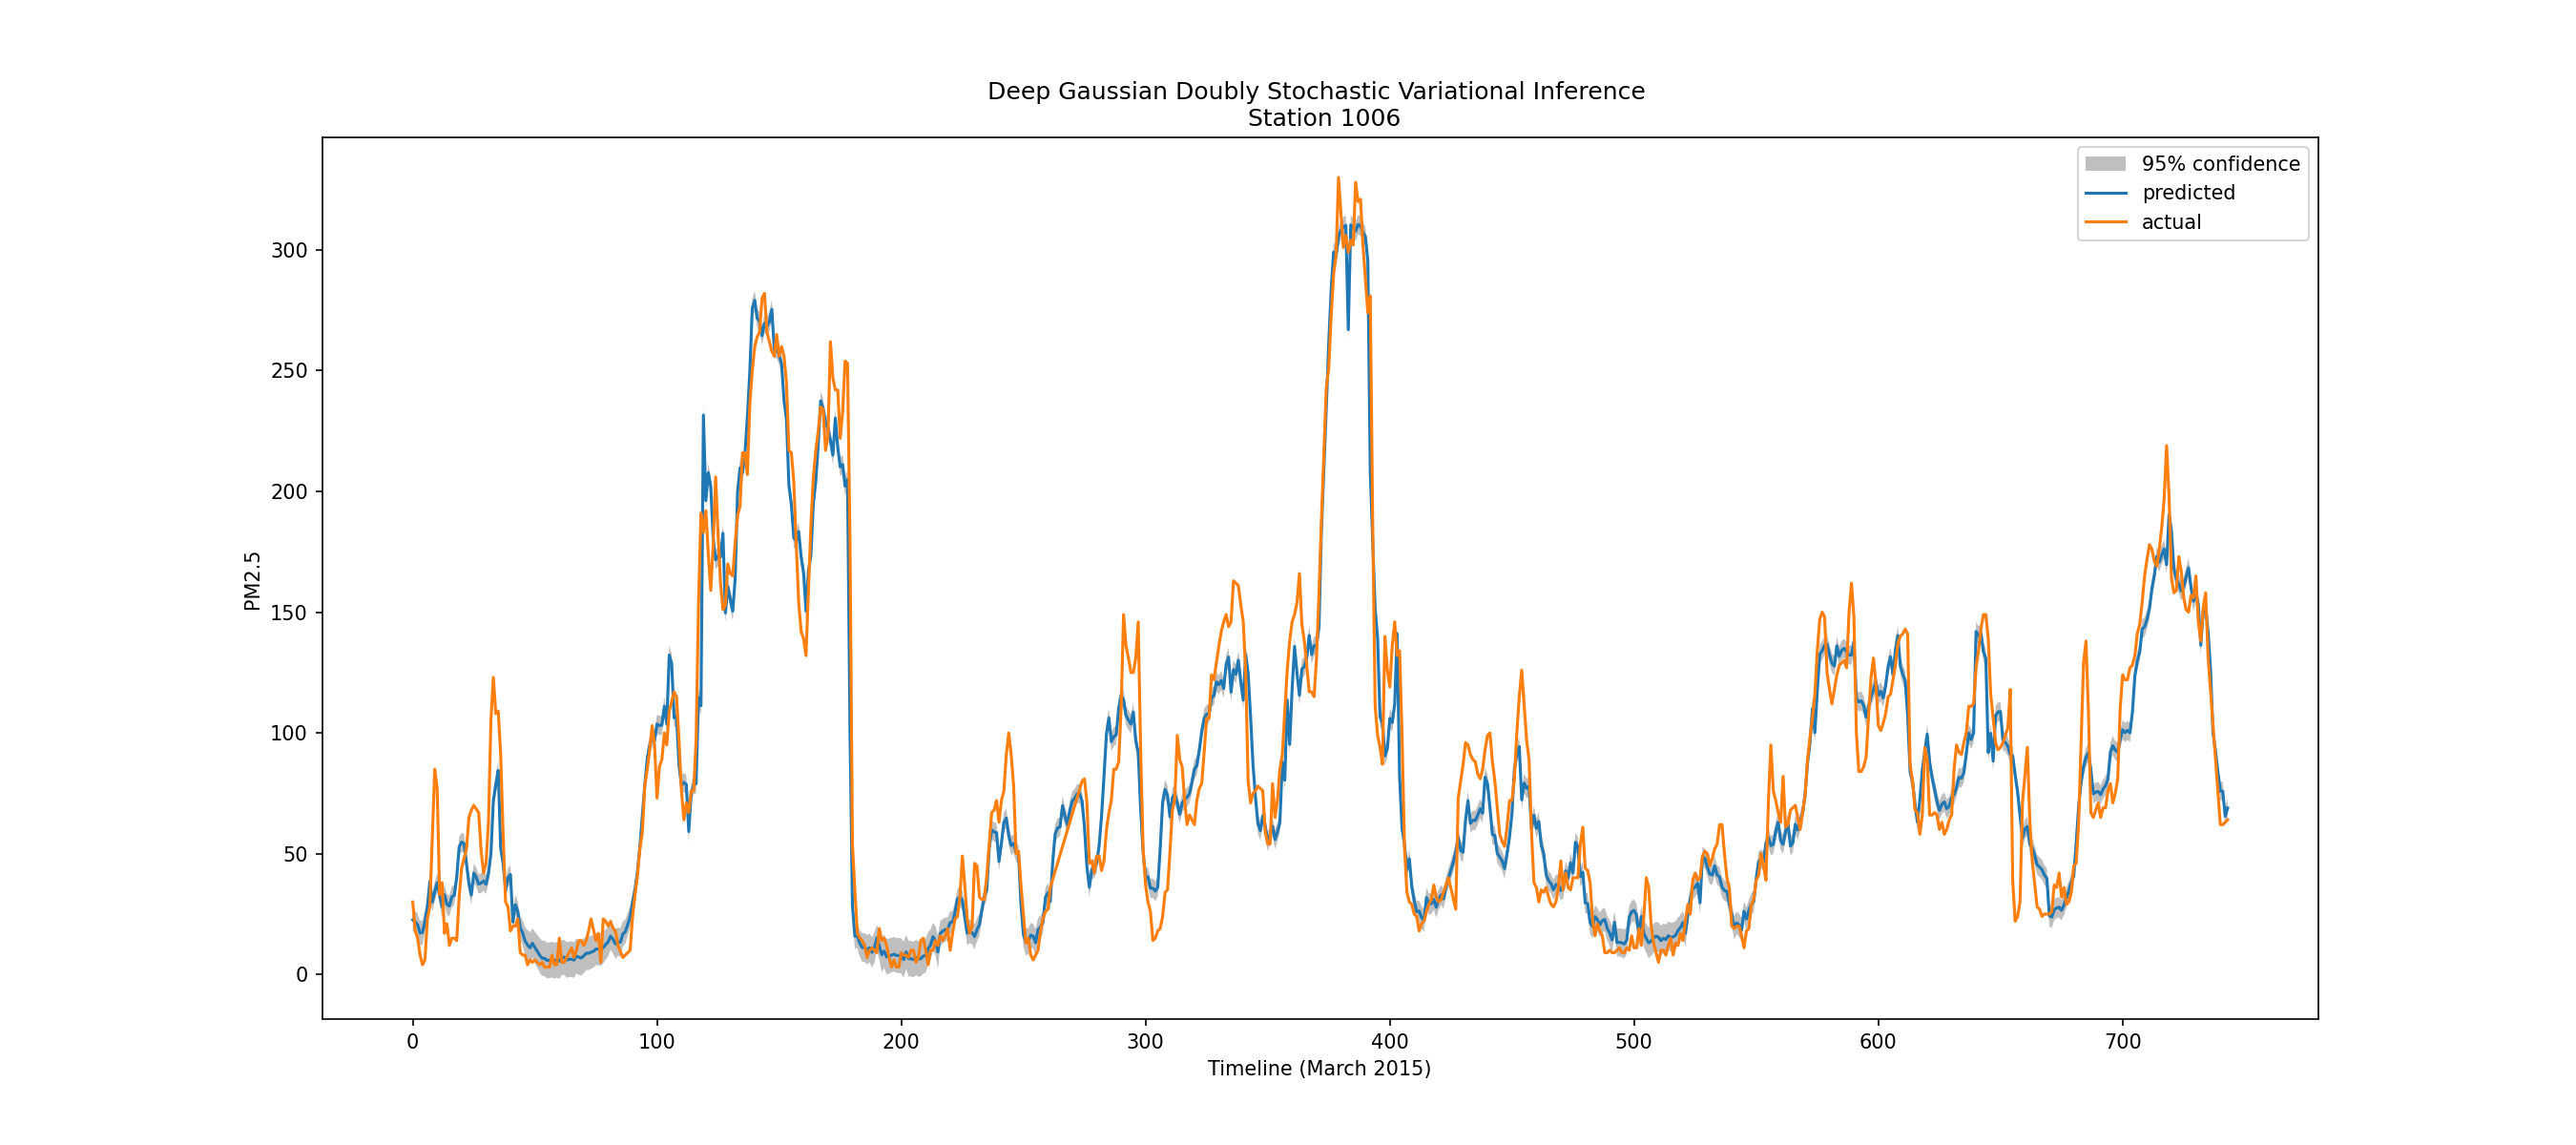 Deep Gaussian Doubly Stochastic Variational Inference
Station 1006
95% confidence
predicted
actual
300
250
200
150
100
50
0
PM2.5
0 100 200 300 400 500 600 700
Timeline (March 2015)